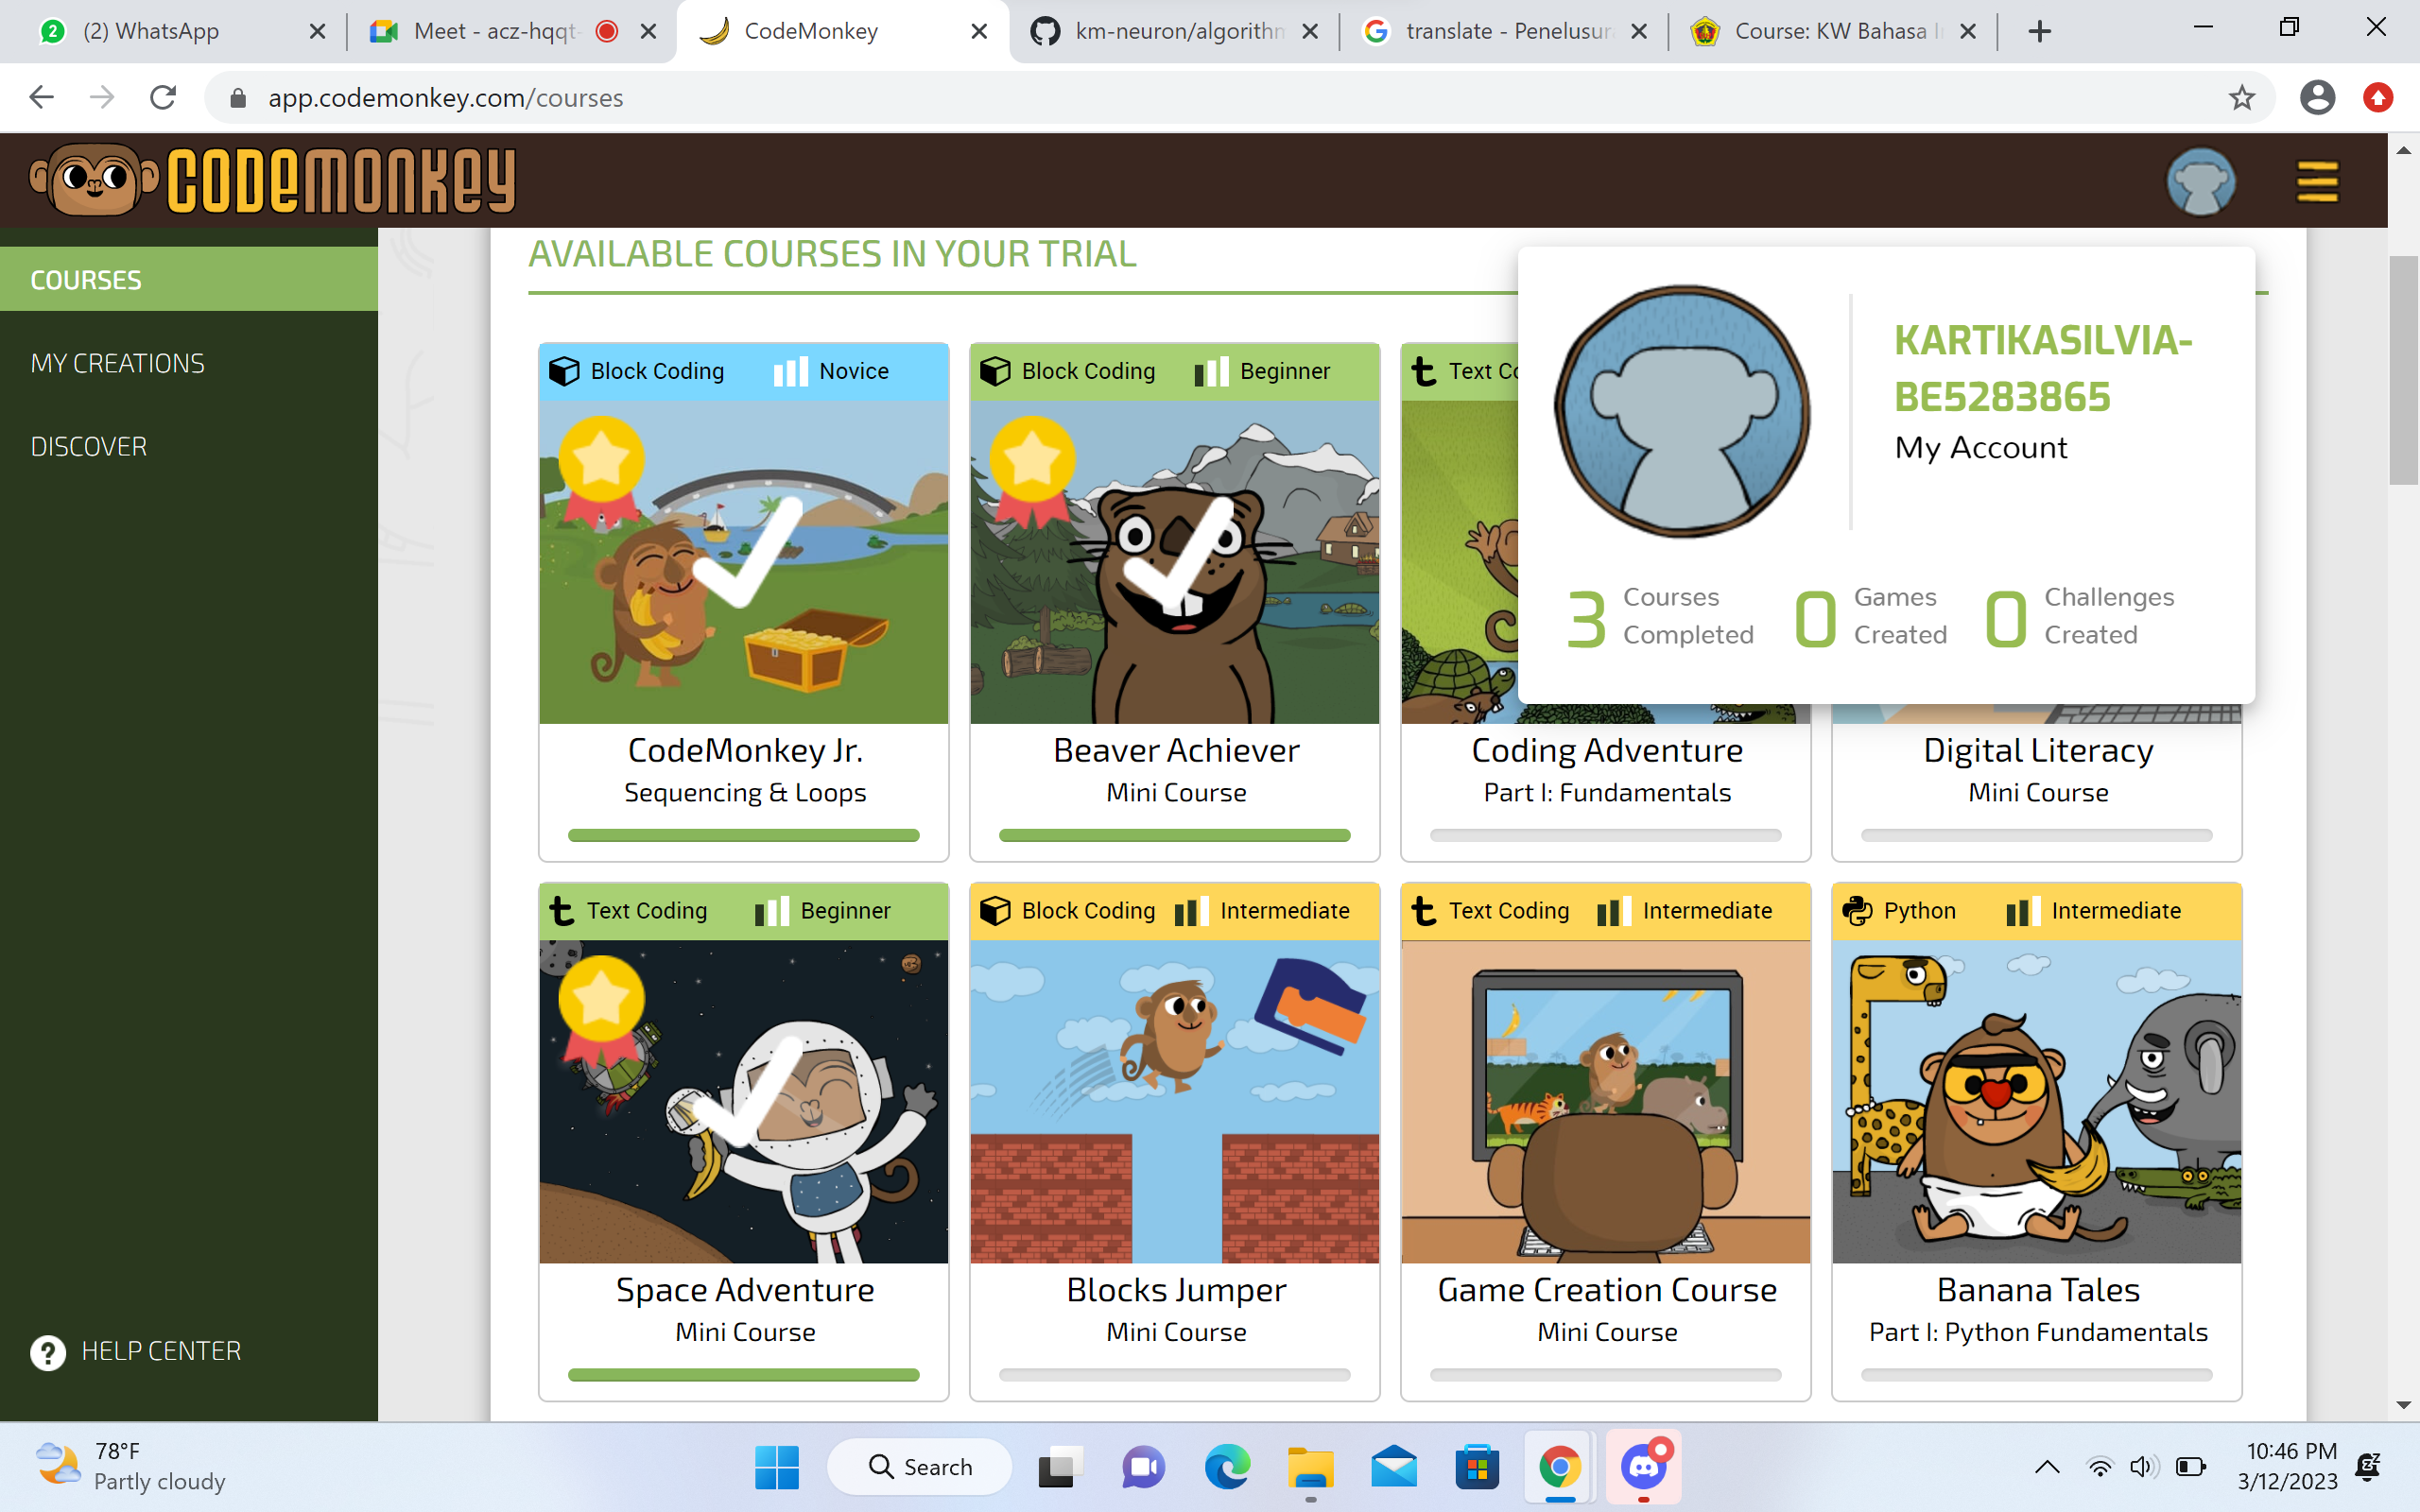 (2) WhatsApp
Meet - acz-hqqt-
CodeMonkey
km-neuron/algorithm
translate - Penelusura
Course: KW Bahasa I
app.codemonkey.com/courses
CODEMONKEY
COURSES
MY CREATIONS
DISCOVER
HELP CENTER
AVAILABLE COURSES IN YOUR TRIAL
KARTIKASILVIA-
BE5283865
My Account
3 Courses Completed
0 Games Created
0 Challenges Created
Block Coding Novice
CodeMonkey Jr.
Sequencing & Loops
Block Coding Beginner
Beaver Achiever
Mini Course
Text Co
Coding Adventure
Part I: Fundamentals
Digital Literacy
Mini Course
Text Coding Beginner
Space Adventure
Mini Course
Block Coding Intermediate
Blocks Jumper
Mini Course
Text Coding Intermediate
Game Creation Course
Mini Course
Python Intermediate
Banana Tales
Part I: Python Fundamentals
78°F
Partly cloudy
Search
10:46 PM
3/12/2023